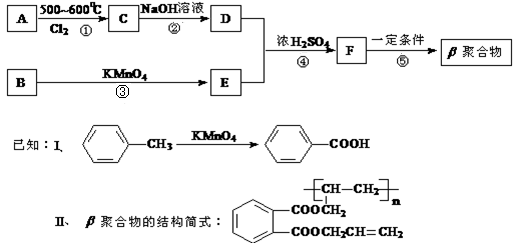 A 500~600℃ Cl₂ ① C NaOH溶液 ② D
浓H₂SO₄ ④ F 一定条件 ⑤ β 聚合物
B KMnO₄ ③ E
已知：I、 CH₃ KMnO₄ COOH
II、 β 聚合物的结构简式： CH—CH₂ n
COOCH₂
COOCH₂CH=CH₂